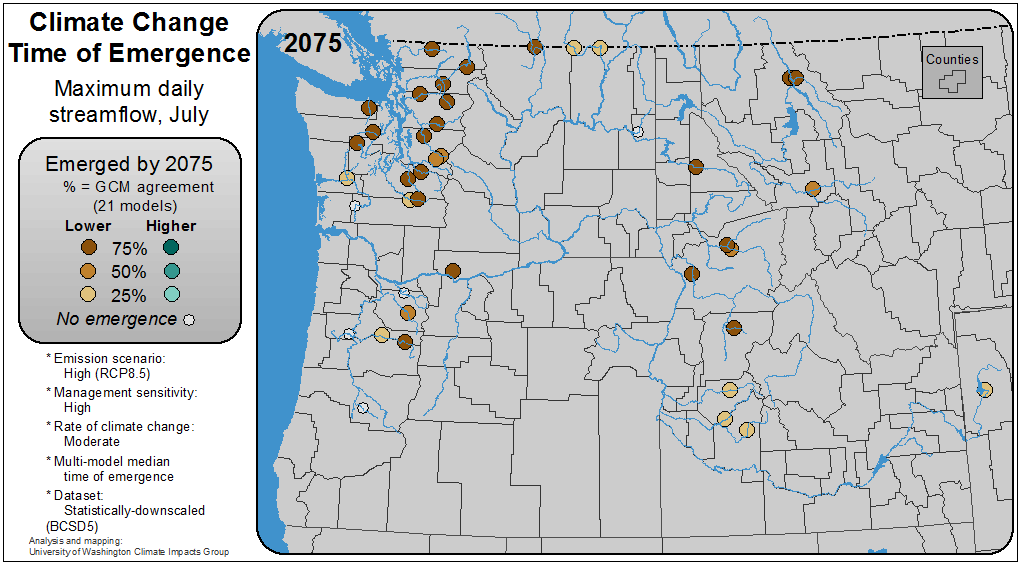 Climate Change
Time of Emergence
Maximum daily
streamflow, July
Emerged by 2075
% = GCM agreement
(21 models)
Lower Higher
75%
50%
25%
No emergence
* Emission scenario:
High (RCP8.5)
* Management sensitivity:
High
* Rate of climate change:
Moderate
* Multi-model median
time of emergence
* Dataset:
Statistically-downscaled
(BCSD5)
Analysis and mapping:
University of Washington Climate Impacts Group
2075
Counties